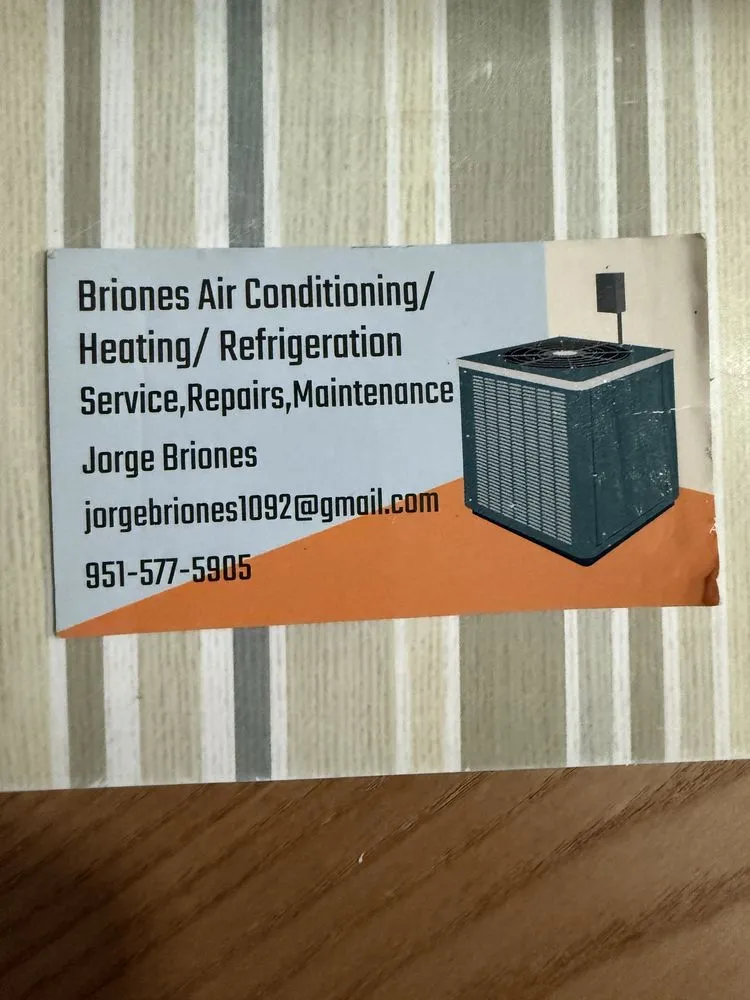 Briones Air Conditioning/
Heating/ Refrigeration
Service,Repairs,Maintenance
Jorge Briones
jorgebriones1092@gmail.com
951-577-5905